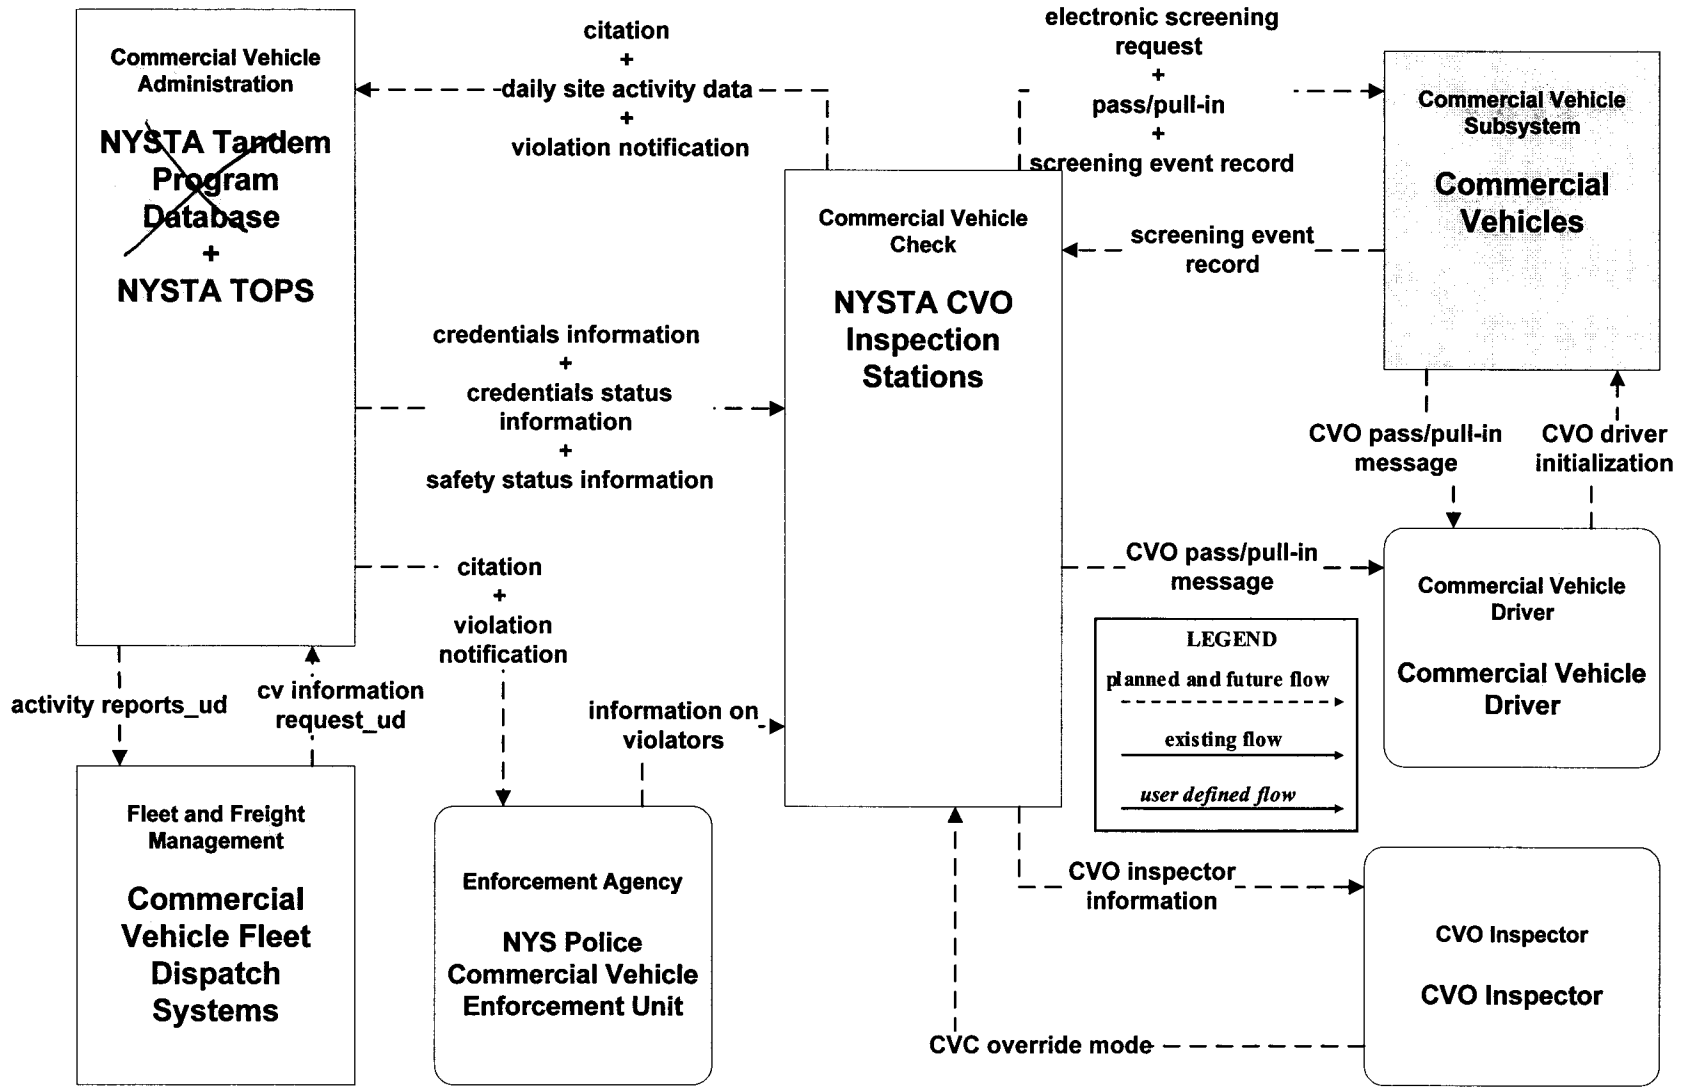 Commercial Vehicle
Administration
NYSTA Tandem
Program
Database
+
NYSTA TOPS
citation
+
daily site activity data
+
violation notification
electronic screening
request
+
pass/pull-in
+
screening event record
Commercial Vehicle
Subsystem
Commercial
Vehicles
screening event
record
Commercial Vehicle
Check
NYSTA CVO
Inspection
Stations
credentials information
+
credentials status
information
+
safety status information
CVO pass/pull-in
message
CVO driver
initialization
citation
+
violation
notification
CVO pass/pull-in
message
Commercial Vehicle
Driver
Commercial Vehicle
Driver
LEGEND
planned and future flow
existing flow
user defined flow
activity reports_ud
cv information
request_ud
information on
violators
Fleet and Freight
Management
Commercial
Vehicle Fleet
Dispatch
Systems
Enforcement Agency
NYS Police
Commercial Vehicle
Enforcement Unit
CVO inspector
information
CVO Inspector
CVO Inspector
CVC override mode